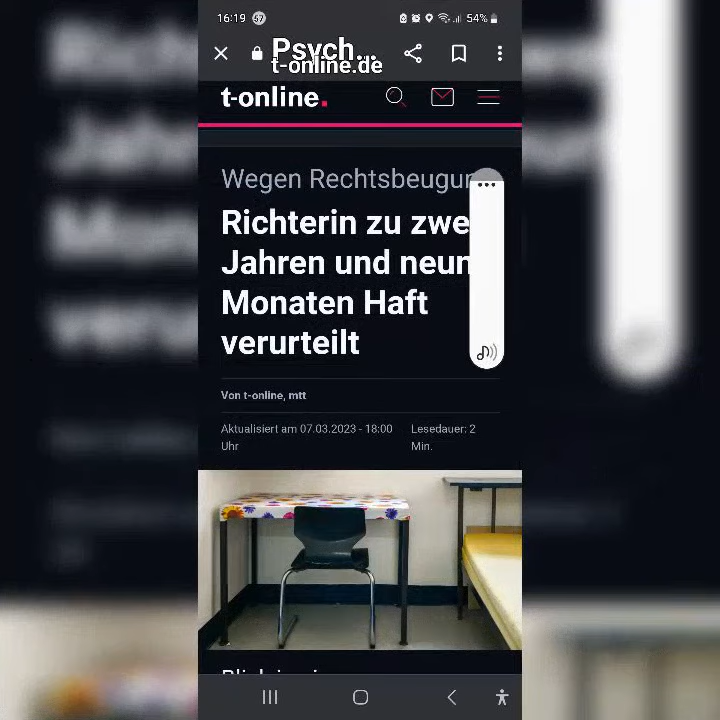 16:19 54%
Psych...
t-online.de
t-online.
Wegen Rechtsbeugun
Richterin zu zwe
Jahren und neun
Monaten Haft
verurteilt
Von t-online, mtt
Aktualisiert am 07.03.2023 - 18:00 Lesedauer: 2
Uhr Min.